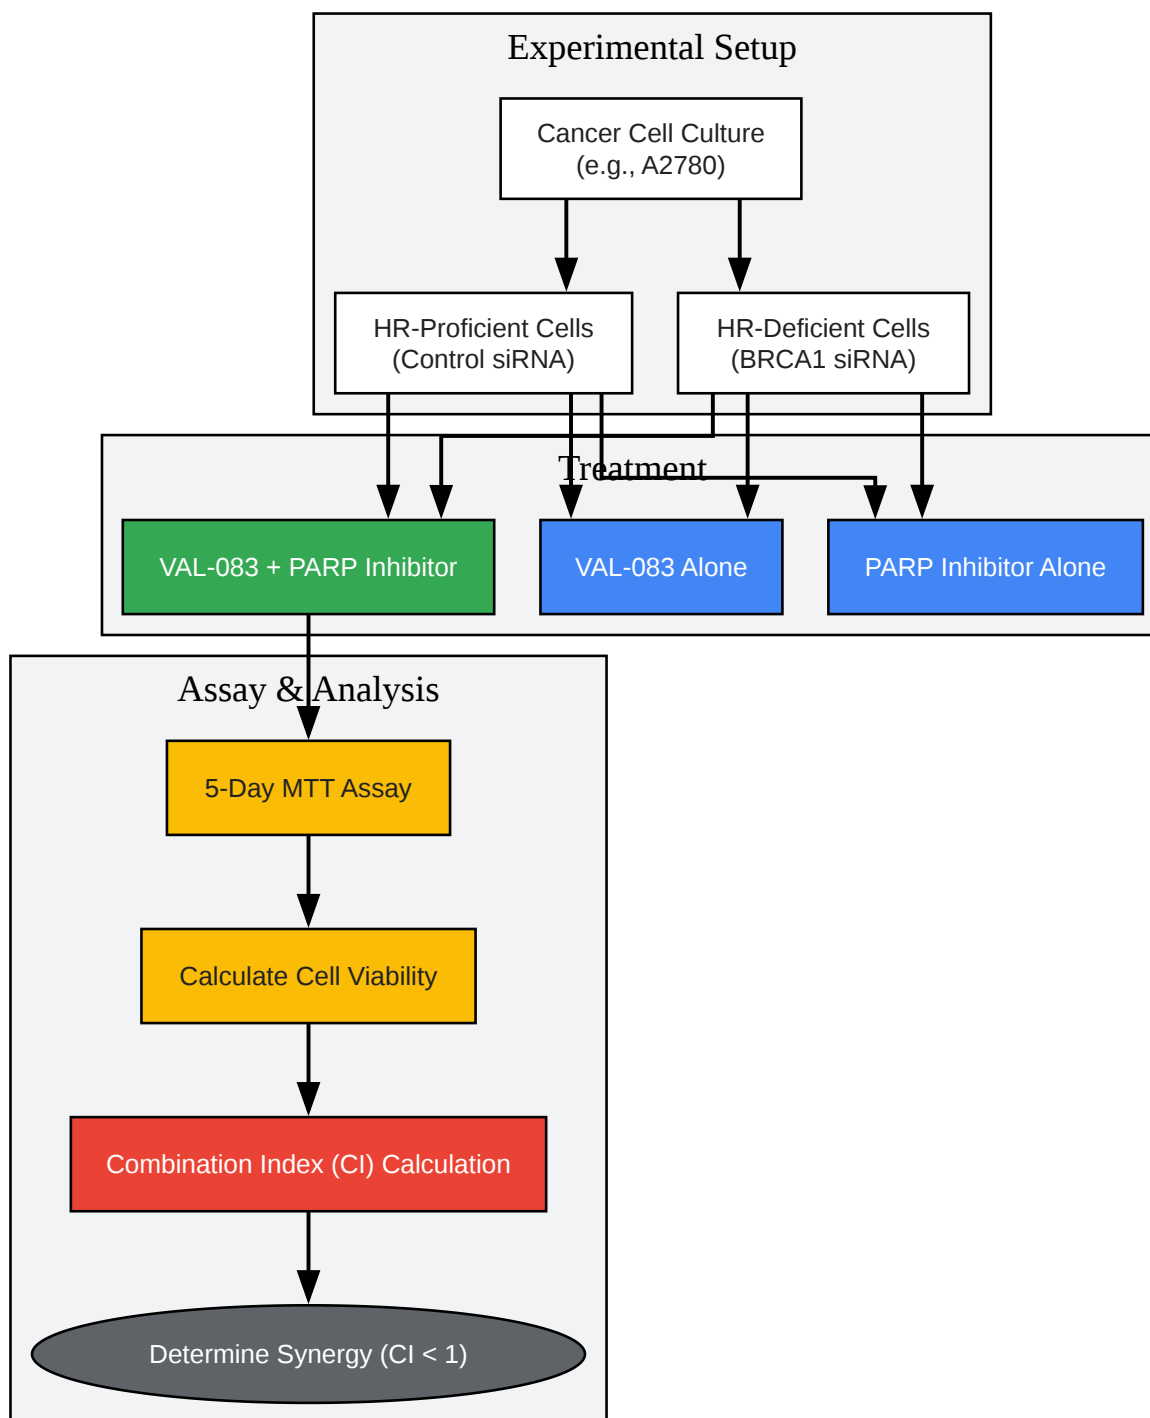 Experimental Setup
Cancer Cell Culture
(e.g., A2780)
HR-Proficient Cells
(Control siRNA)
HR-Deficient Cells
(BRCA1 siRNA)
Treatment
VAL-083 + PARP Inhibitor
VAL-083 Alone
PARP Inhibitor Alone
Assay & Analysis
5-Day MTT Assay
Calculate Cell Viability
Combination Index (CI) Calculation
Determine Synergy (CI < 1)